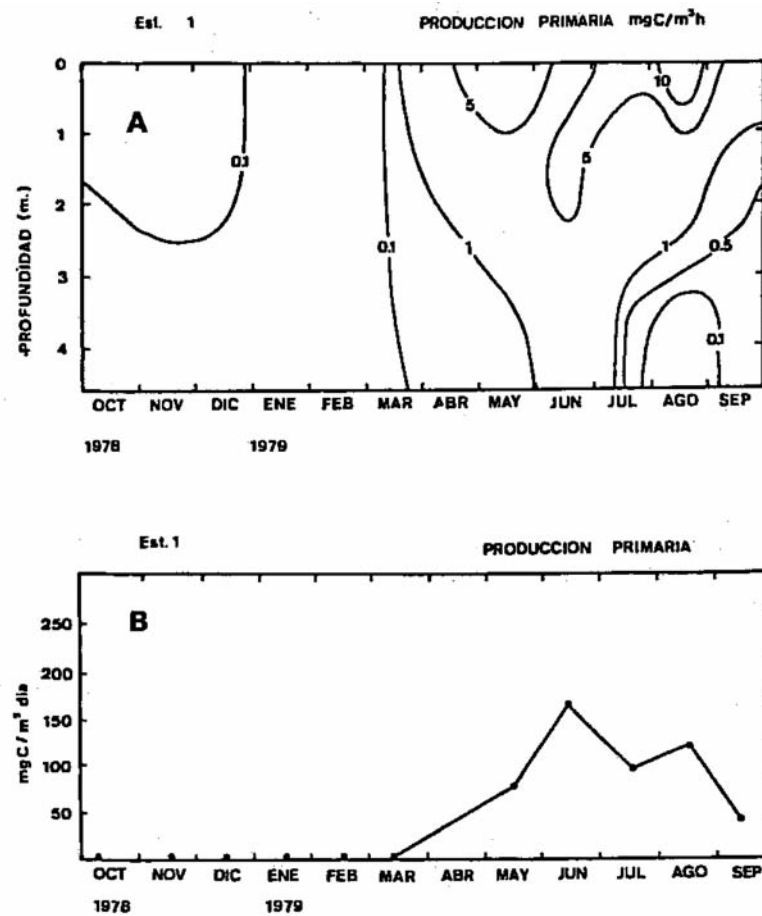 Est. 1 PRODUCCION PRIMARIA mgC/m³h
0
1
2
3
4
PROFUNDIDAD (m.)
A
0.1
0.1
1
5
5
10
1
0.5
0.1
OCT NOV DIC ENE FEB MAR ABR MAY JUN JUL AGO SEP
1978 1979
Est. 1 PRODUCCION PRIMARIA
B
250
200
150
100
50
mgC/m³ dia
OCT NOV DIC ENE FEB MAR ABR MAY JUN JUL AGO SEP
1978 1979